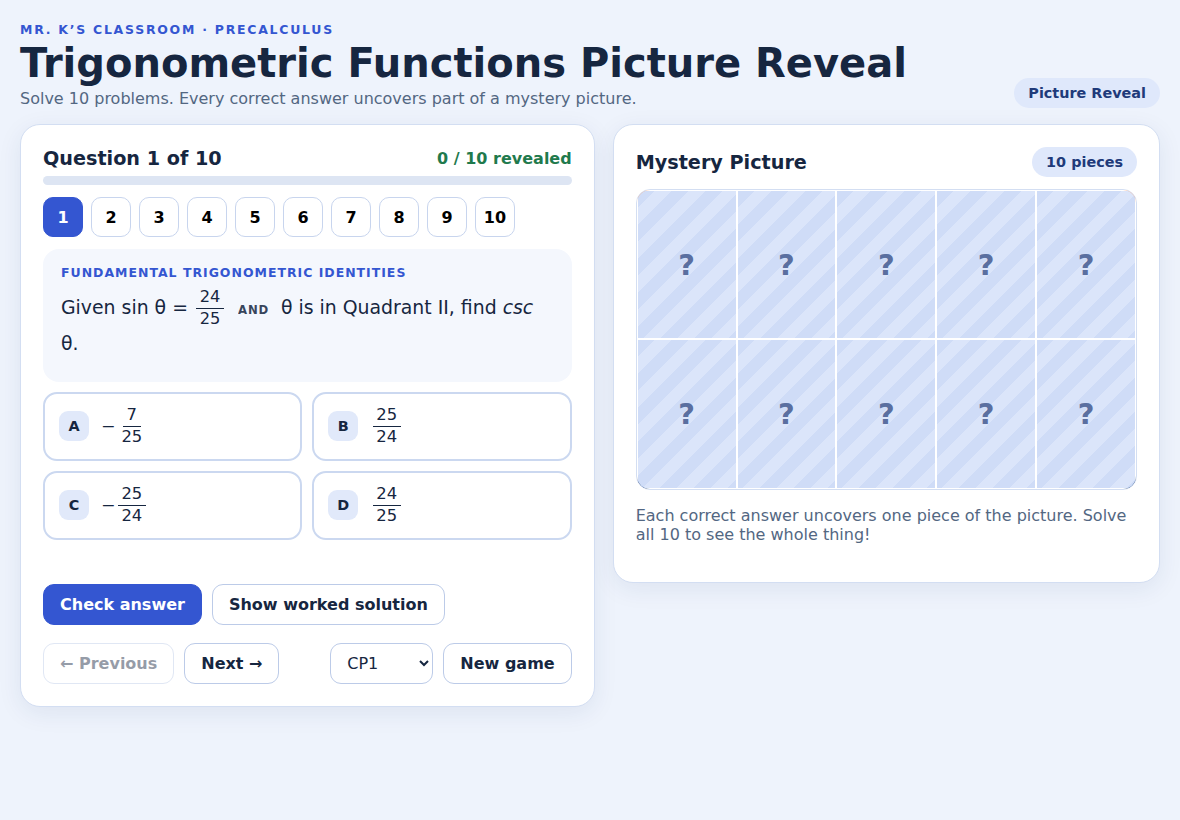 MR. K’S CLASSROOM · PRECALCULUS
Trigonometric Functions Picture Reveal
Solve 10 problems. Every correct answer uncovers part of a mystery picture.
Picture Reveal
Question 1 of 10
0 / 10 revealed
1 2 3 4 5 6 7 8 9 10
FUNDAMENTAL TRIGONOMETRIC IDENTITIES
Given sin θ = 24/25 AND θ is in Quadrant II, find csc
θ.
A − 7/25
B 25/24
C −25/24
D 24/25
Check answer
Show worked solution
← Previous
Next →
CP1
New game
Mystery Picture
10 pieces
? ? ? ? ?
? ? ? ? ?
Each correct answer uncovers one piece of the picture. Solve
all 10 to see the whole thing!